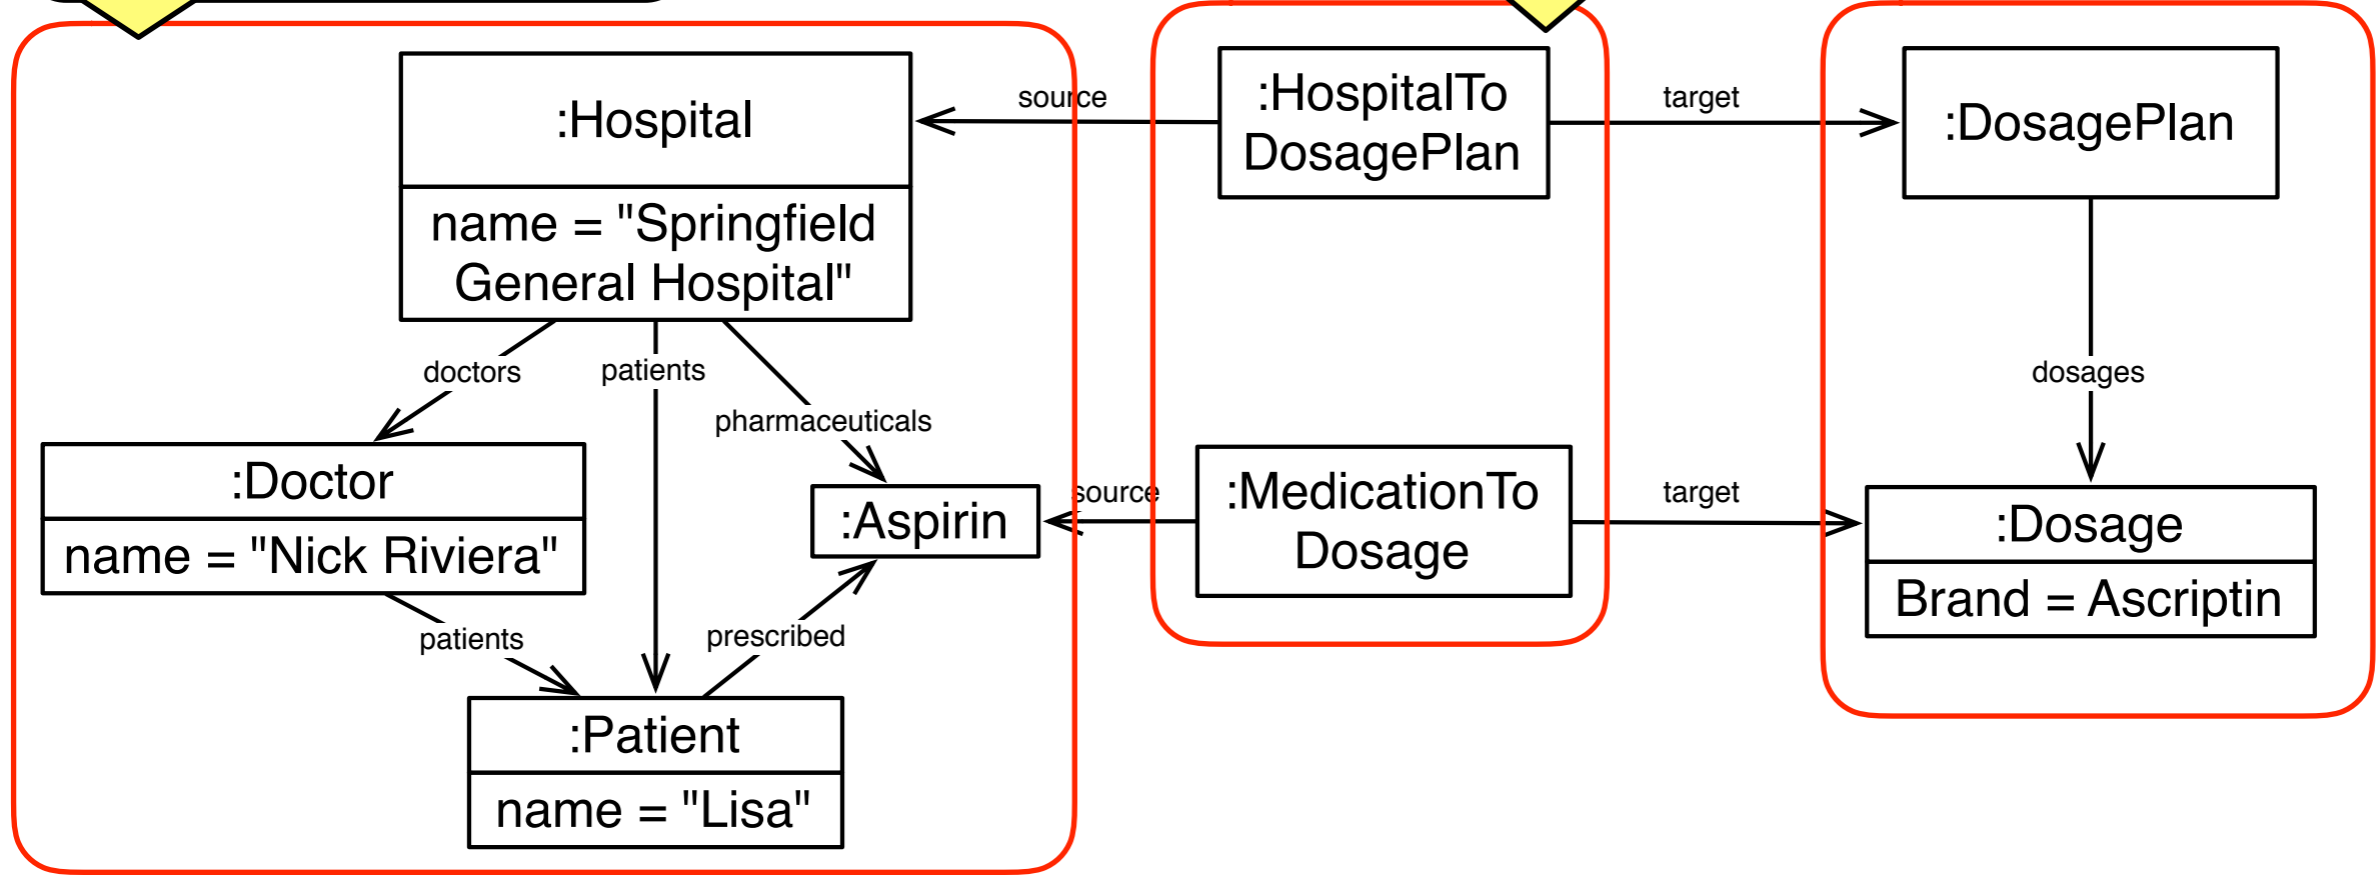 :Hospital
name = "Springfield
General Hospital"
source
:HospitalTo
DosagePlan
target
:DosagePlan
doctors
patients
pharmaceuticals
dosages
:Doctor
name = "Nick Riviera"
:Aspirin
source
:MedicationTo
Dosage
target
:Dosage
Brand = Ascriptin
patients
prescribed
:Patient
name = "Lisa"